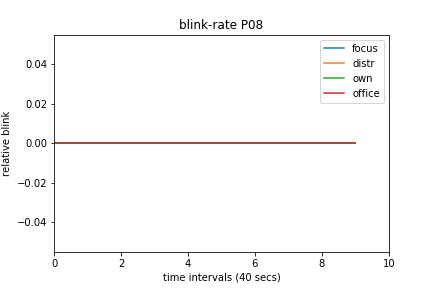 blink-rate P08
focus
distr
own
office
relative blink
0.04
0.02
0.00
−0.02
−0.04
0
2
4
6
8
10
time intervals (40 secs)